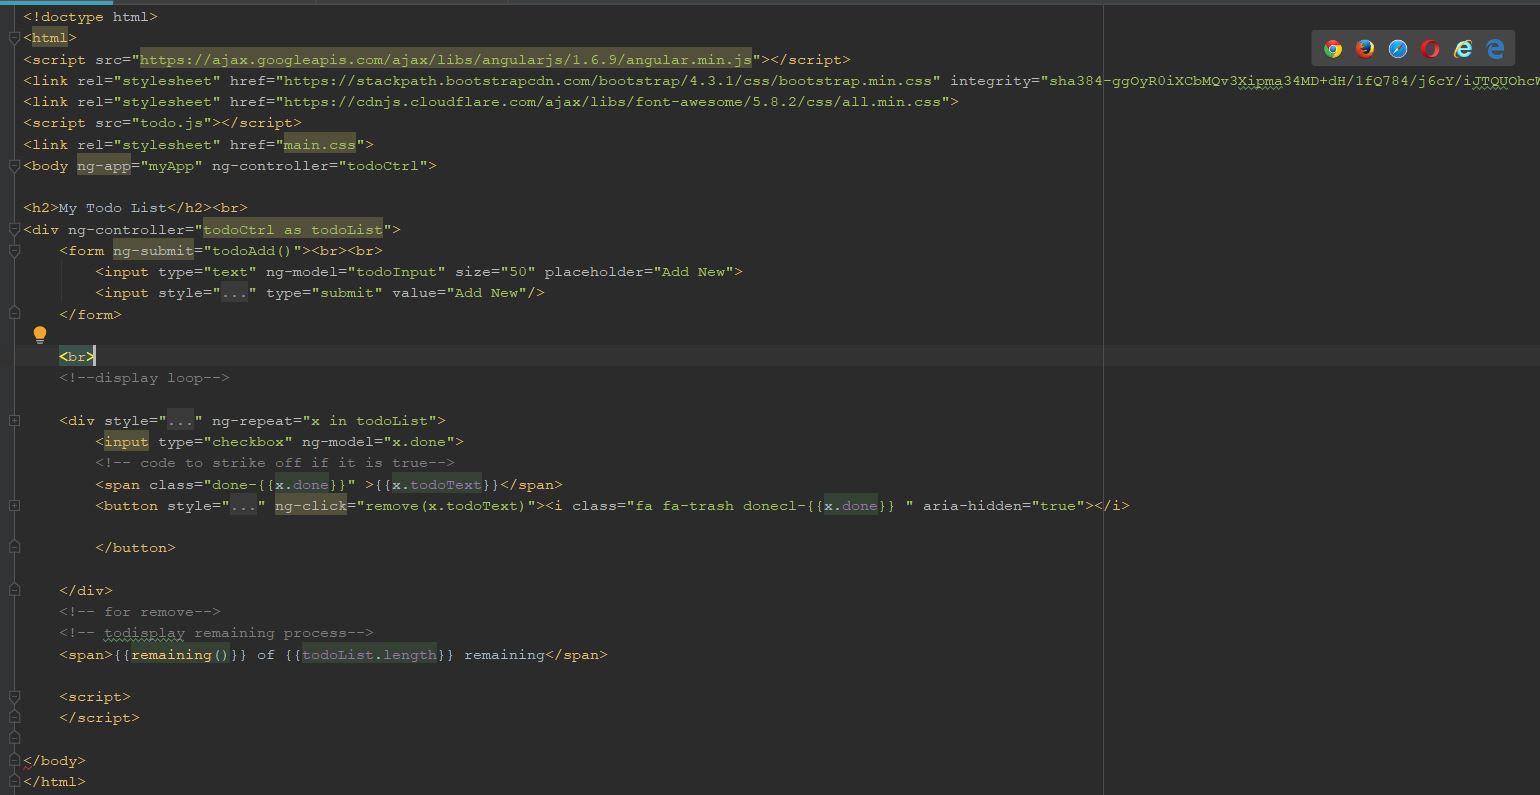 <!doctype html>
<html>
<script src="https://ajax.googleapis.com/ajax/libs/angularjs/1.6.9/angular.min.js"></script>
<link rel="stylesheet" href="https://stackpath.bootstrapcdn.com/bootstrap/4.3.1/css/bootstrap.min.css" integrity="sha384-ggOyR0iXCbMQv3Xipma34MD+dH/1fQ784/j6cY/iJTQUOhcW
<link rel="stylesheet" href="https://cdnjs.cloudflare.com/ajax/libs/font-awesome/5.8.2/css/all.min.css">
<script src="todo.js"></script>
<link rel="stylesheet" href="main.css">
<body ng-app="myApp" ng-controller="todoCtrl">
<h2>My Todo List</h2><br>
<div ng-controller="todoCtrl as todoList">
<form ng-submit="todoAdd()"><br><br>
<input type="text" ng-model="todoInput" size="50" placeholder="Add New">
<input style="..." type="submit" value="Add New"/>
</form>
<br>
<!--display loop-->
<div style="..." ng-repeat="x in todoList">
<input type="checkbox" ng-model="x.done">
<!-- code to strike off if it is true-->
<span class="done-{{x.done}}" >{{x.todoText}}</span>
<button style="..." ng-click="remove(x.todoText)"><i class="fa fa-trash donecl-{{x.done}} " aria-hidden="true"></i>
</button>
</div>
<!-- for remove-->
<!-- todisplay remaining process-->
<span>{{remaining()}} of {{todoList.length}} remaining</span>
<script>
</script>
</body>
</html>